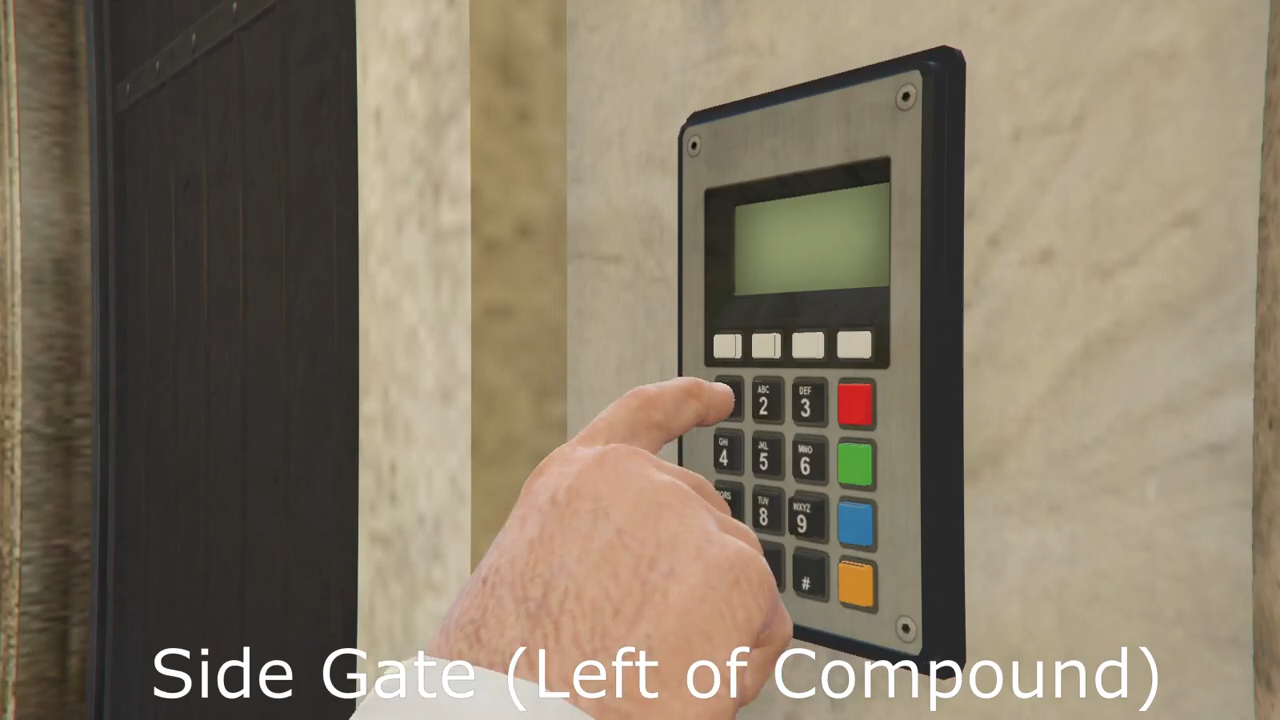 ABC DEF
2 3
GHI JKL MNO
4 5 6
TUV WXYZ
8 9
#
Side Gate (Left of Compound)